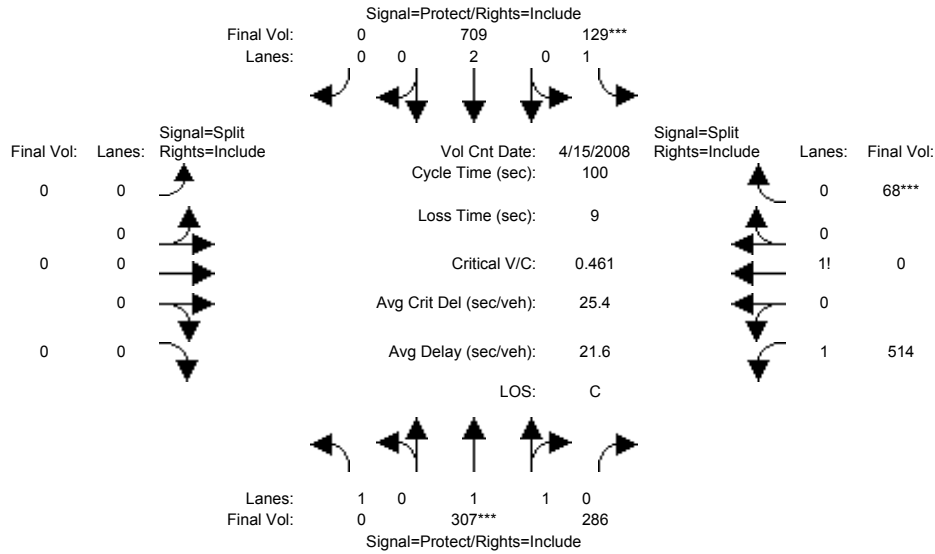 Signal=Protect/Rights=Include
Final Vol: 0 709 129***
Lanes: 0 0 2 0 1
Signal=Split
Final Vol: Lanes: Rights=Include
Vol Cnt Date: 4/15/2008
Signal=Split
Rights=Include Lanes: Final Vol:
Cycle Time (sec): 100
0 0
0 68***
Loss Time (sec): 9
0
0
0 0
Critical V/C: 0.461
1! 0
0
Avg Crit Del (sec/veh): 25.4
0
0 0
Avg Delay (sec/veh): 21.6
1 514
LOS: C
Lanes: 1 0 1 1 0
Final Vol: 0 307*** 286
Signal=Protect/Rights=Include